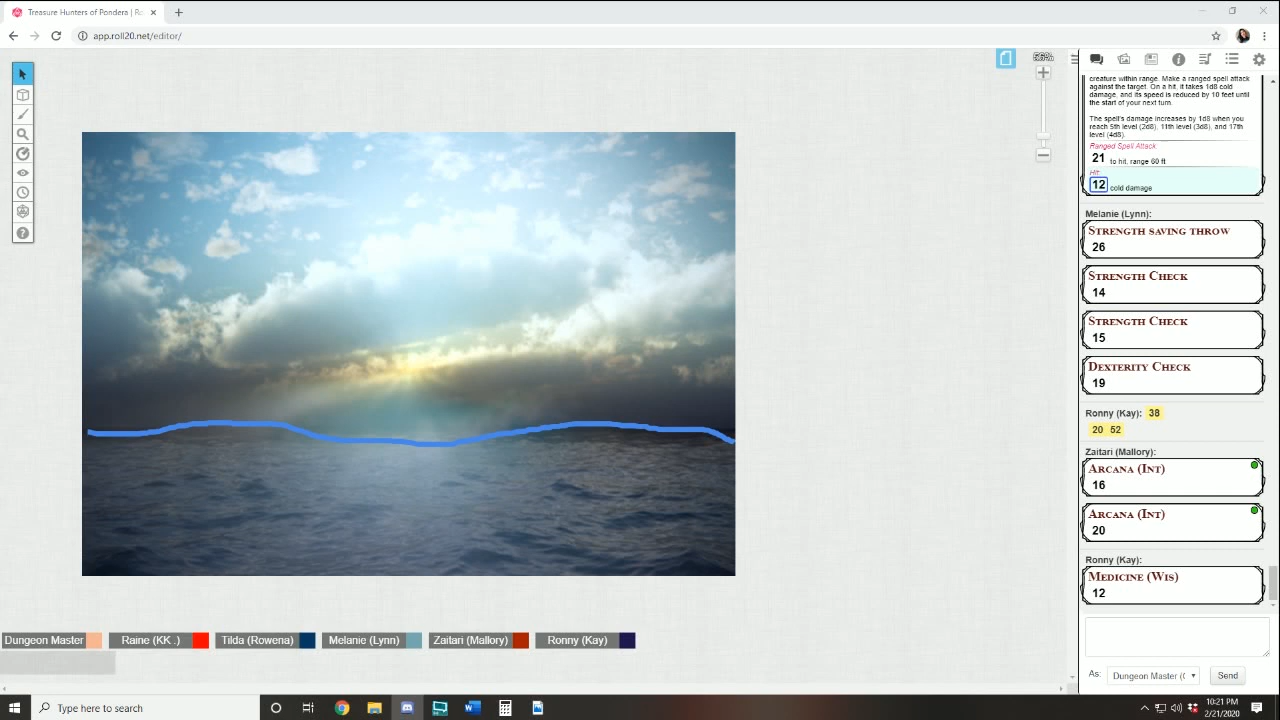 Treasure Hunters of Pondera | Ro
app.roll20.net/editor/
creature within range. Make a ranged spell attack
against the target. On a hit, it takes 1d8 cold
damage, and its speed is reduced by 10 feet until
the start of your next turn.
The spell's damage increases by 1d8 when you
reach 5th level (2d8), 11th level (3d8), and 17th
level (4d8).
Ranged Spell Attack:
21 to hit, range 60 ft
Hit:
12 cold damage
Melanie (Lynn):
Strength saving throw
26
Strength Check
14
Strength Check
15
Dexterity Check
19
Ronny (Kay): 38
20 52
Zaitari (Mallory):
Arcana (Int)
16
Arcana (Int)
20
Ronny (Kay):
Medicine (Wis)
12
Dungeon Master
Raine (KK .)
Tilda (Rowena)
Melanie (Lynn)
Zaitari (Mallory)
Ronny (Kay)
As: Dungeon Master (G
Send
Type here to search
10:21 PM
2/21/2020